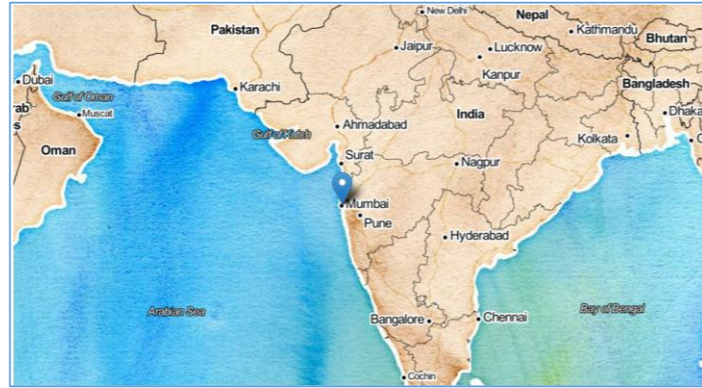 New Delhi
Nepal
Kathmandu
Pakistan
Bhutan
Jaipur
Lucknow
Kanpur
Dubai
Karachi
Bangladesh
Gulf of Oman
Muscat
India
Dhaka
Ahmadabad
Gulf of Kutch
Kolkata
Oman
Surat
Nagpur
Mumbai
Pune
Hyderabad
Arabian Sea
Bay of Bengal
Bangalore
Chennai
Cochin